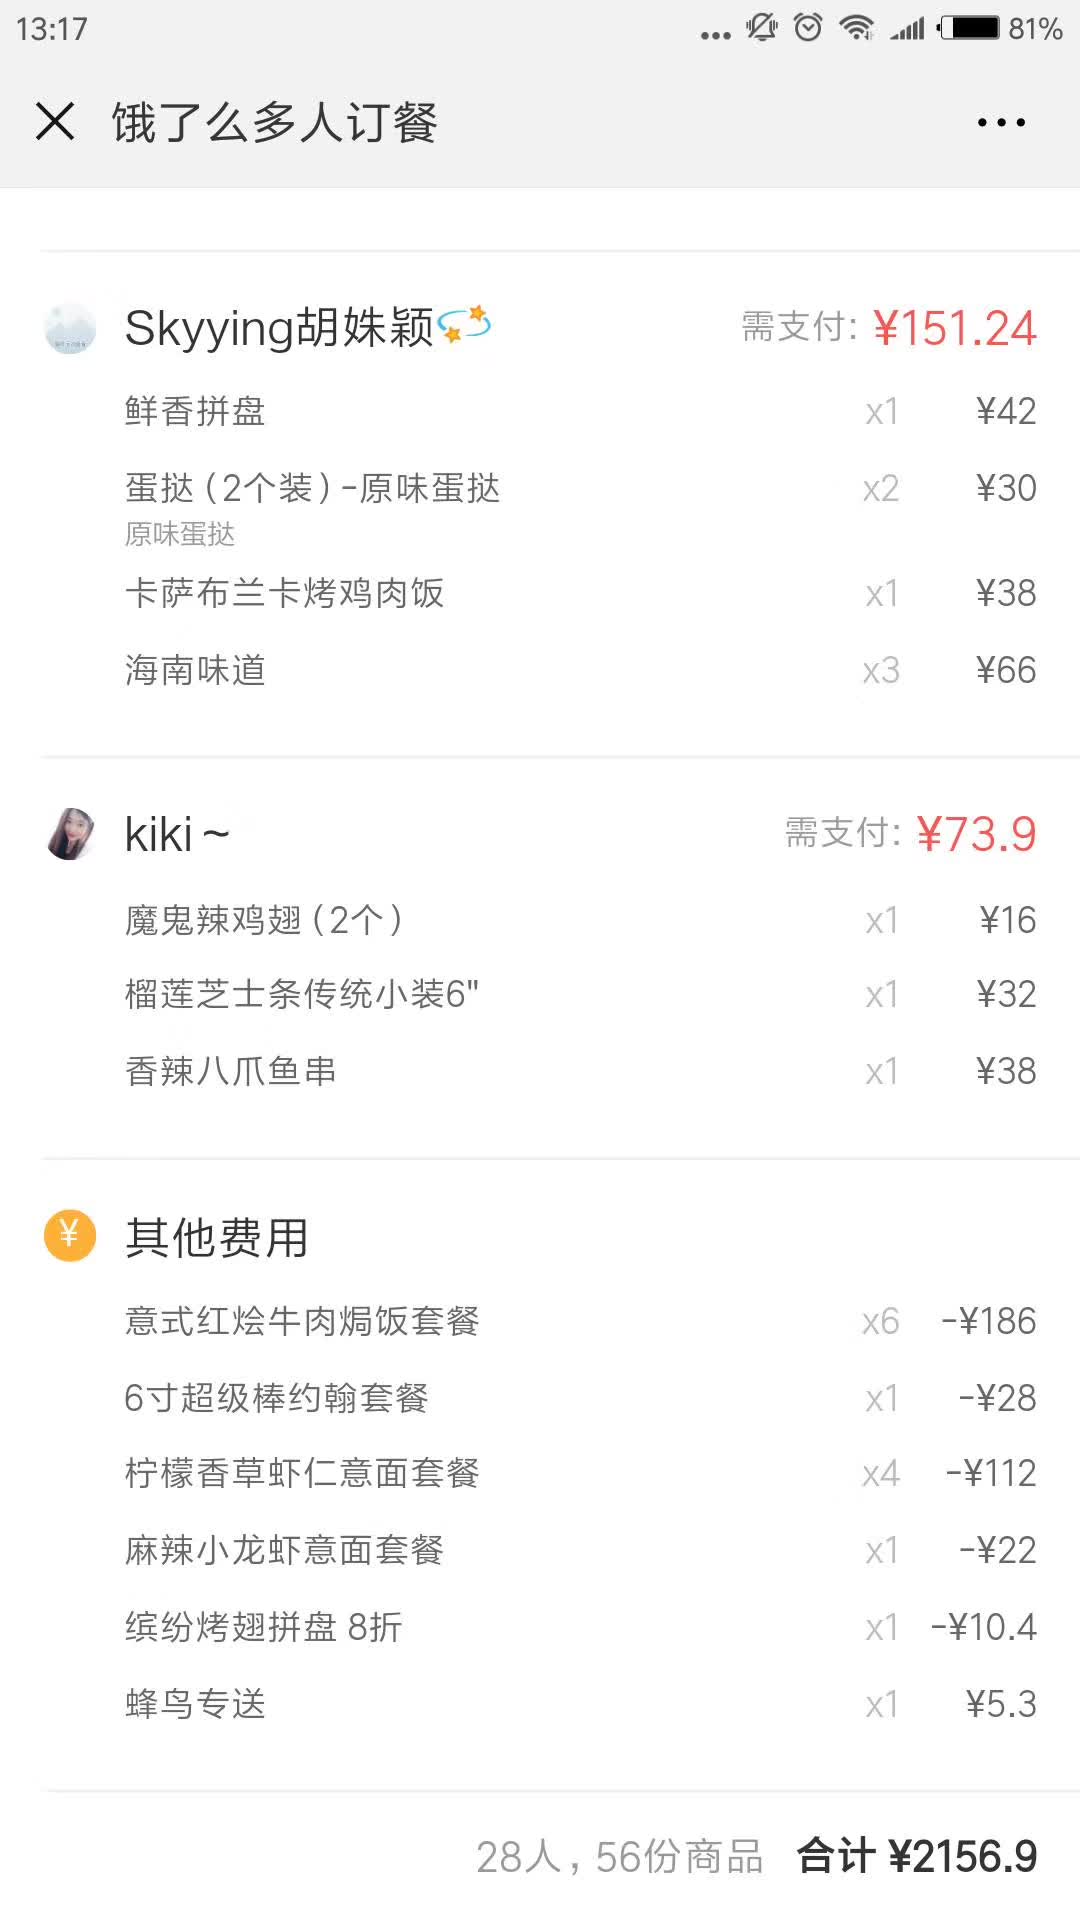 13:17
81%
饿了么多人订餐
Skyying胡姝颖💫 需支付: ¥151.24
鲜香拼盘 x1 ¥42
蛋挞（2个装）-原味蛋挞 x2 ¥30
原味蛋挞
卡萨布兰卡烤鸡肉饭 x1 ¥38
海南味道 x3 ¥66
kiki～ 需支付: ¥73.9
魔鬼辣鸡翅（2个） x1 ¥16
榴莲芝士条传统小装6" x1 ¥32
香辣八爪鱼串 x1 ¥38
¥ 其他费用
意式红烩牛肉焗饭套餐 x6 -¥186
6寸超级棒约翰套餐 x1 -¥28
柠檬香草虾仁意面套餐 x4 -¥112
麻辣小龙虾意面套餐 x1 -¥22
缤纷烤翅拼盘 8折 x1 -¥10.4
蜂鸟专送 x1 ¥5.3
28人，56份商品 合计 ¥2156.9